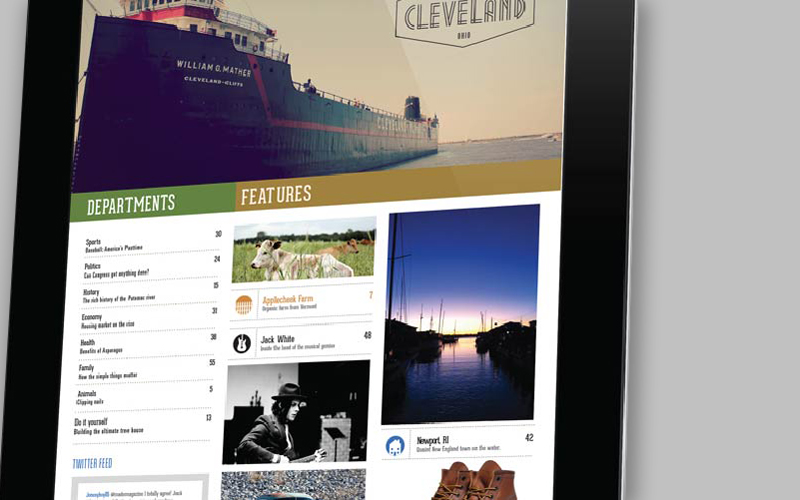 CLEVELAND
OHIO
WILLIAM G. MATHER
CLEVELAND-CLIFFS
CLEVELAND
DEPARTMENTS
FEATURES
Sports 30
Baseball: America's Pasttime
Politics 24
Can Congress get anything done?
History 15
The rich history of the Potomac river
Economy 31
Housing market on the rise
Health 38
Benefits of Asparagus
Family 55
How the simple things matter
Animals 5
Clipping nails
Do it yourself 13
Building the ultimate tree house
TWITTER FEED
I totally agree! Jack
Applecheek Farm 7
Organic farm from Vermont
Jack White 48
Inside the head of the musical genius
Newport, RI 42
Quaint New England town on the water.